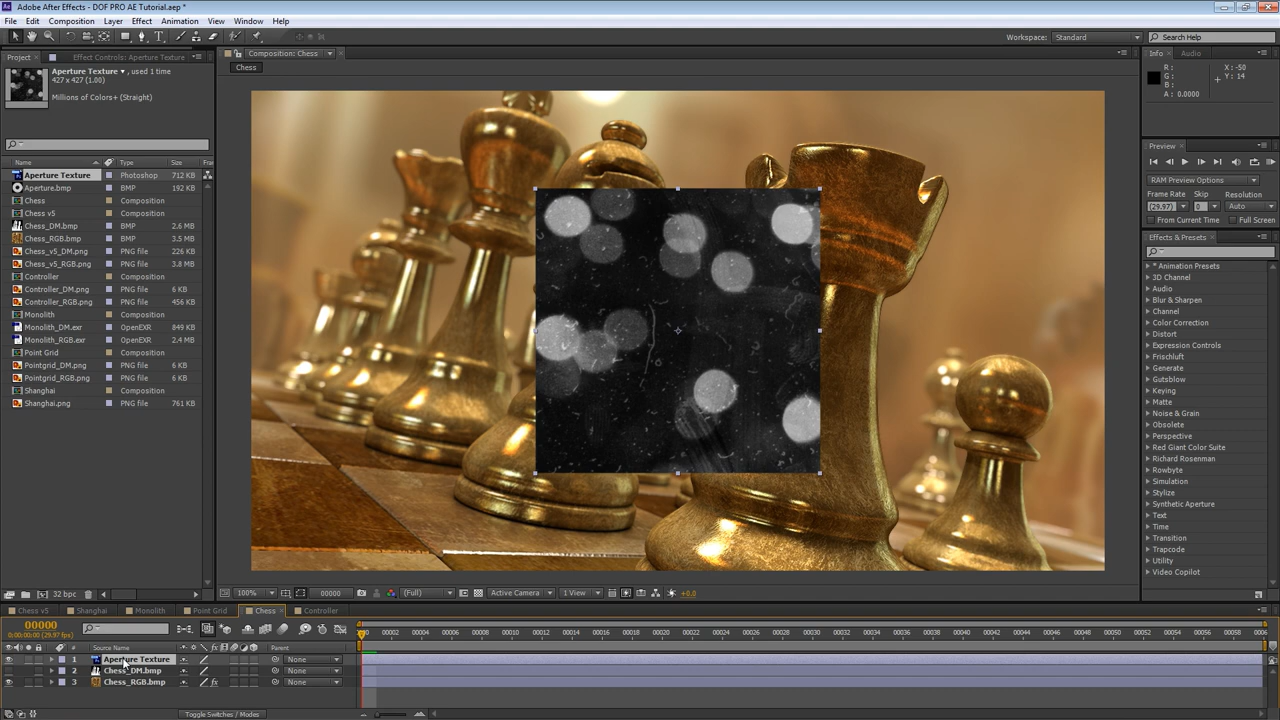 Adobe After Effects - DOF PRO AE Tutorial.aep *
File Edit Composition Layer Effect Animation Translate View Window Help
Workspace: Standard Search Help
Project Effect Controls: Aperture Texture
Composition: Chess
Chess
Aperture Texture , used 1 time
427 x 427 (1.00)
Millions of Colors+ (Straight)
Name Type Size
Aperture Texture Photoshop 712 KB
Aperture.bmp BMP 192 KB
Chess Composition
Chess v5 Composition
Chess_DM.bmp BMP 2.6 MB
Chess_RGB.bmp BMP 3.5 MB
Chess_v5_DM.png PNG file 226 KB
Chess_v5_RGB.png PNG file 3.8 MB
Controller Composition
Controller_DM.png PNG file 6 KB
Controller_RGB.png PNG file 456 KB
Monolith Composition
Monolith_DM.exr OpenEXR 849 KB
Monolith_RGB.exr OpenEXR 2.4 MB
Point Grid Composition
Pointgrid_DM.png PNG file 6 KB
Pointgrid_RGB.png PNG file 6 KB
Shanghai Composition
Shanghai.png PNG file 761 KB
32 bpc
100% 00000 (Full) Active Camera 1 View +0.0
Info Audio
R : X : -50
G : Y : 14
B :
A : 0.0000
Preview
RAM Preview Options
Frame Rate Skip Resolution
(29.97) 0 Auto
From Current Time Full Screen
Effects & Presets
* Animation Presets
3D Channel
Audio
Blur & Sharpen
Channel
Color Correction
Distort
Expression Controls
Frischluft
Generate
Gutsblow
Keying
Matte
Noise & Grain
Obsolete
Perspective
Red Giant Color Suite
Richard Rosenman
Rowbyte
Simulation
Stylize
Synthetic Aperture
Text
Time
Transition
Trapcode
Utility
Video Copilot
Chess v5 Shanghai Monolith Point Grid Chess Controller
00000
0:00:00:00 (29.97 fps)
00002 00004 00006 00008 00010 00012 00014 00016 00018 00020 00022 00024 00026 00028 00030 00032 00034 00036 00038 00040 00042
# Source Name Parent
1 Aperture Texture None
2 Chess_DM.bmp None
3 Chess_RGB.bmp None
Toggle Switches / Modes